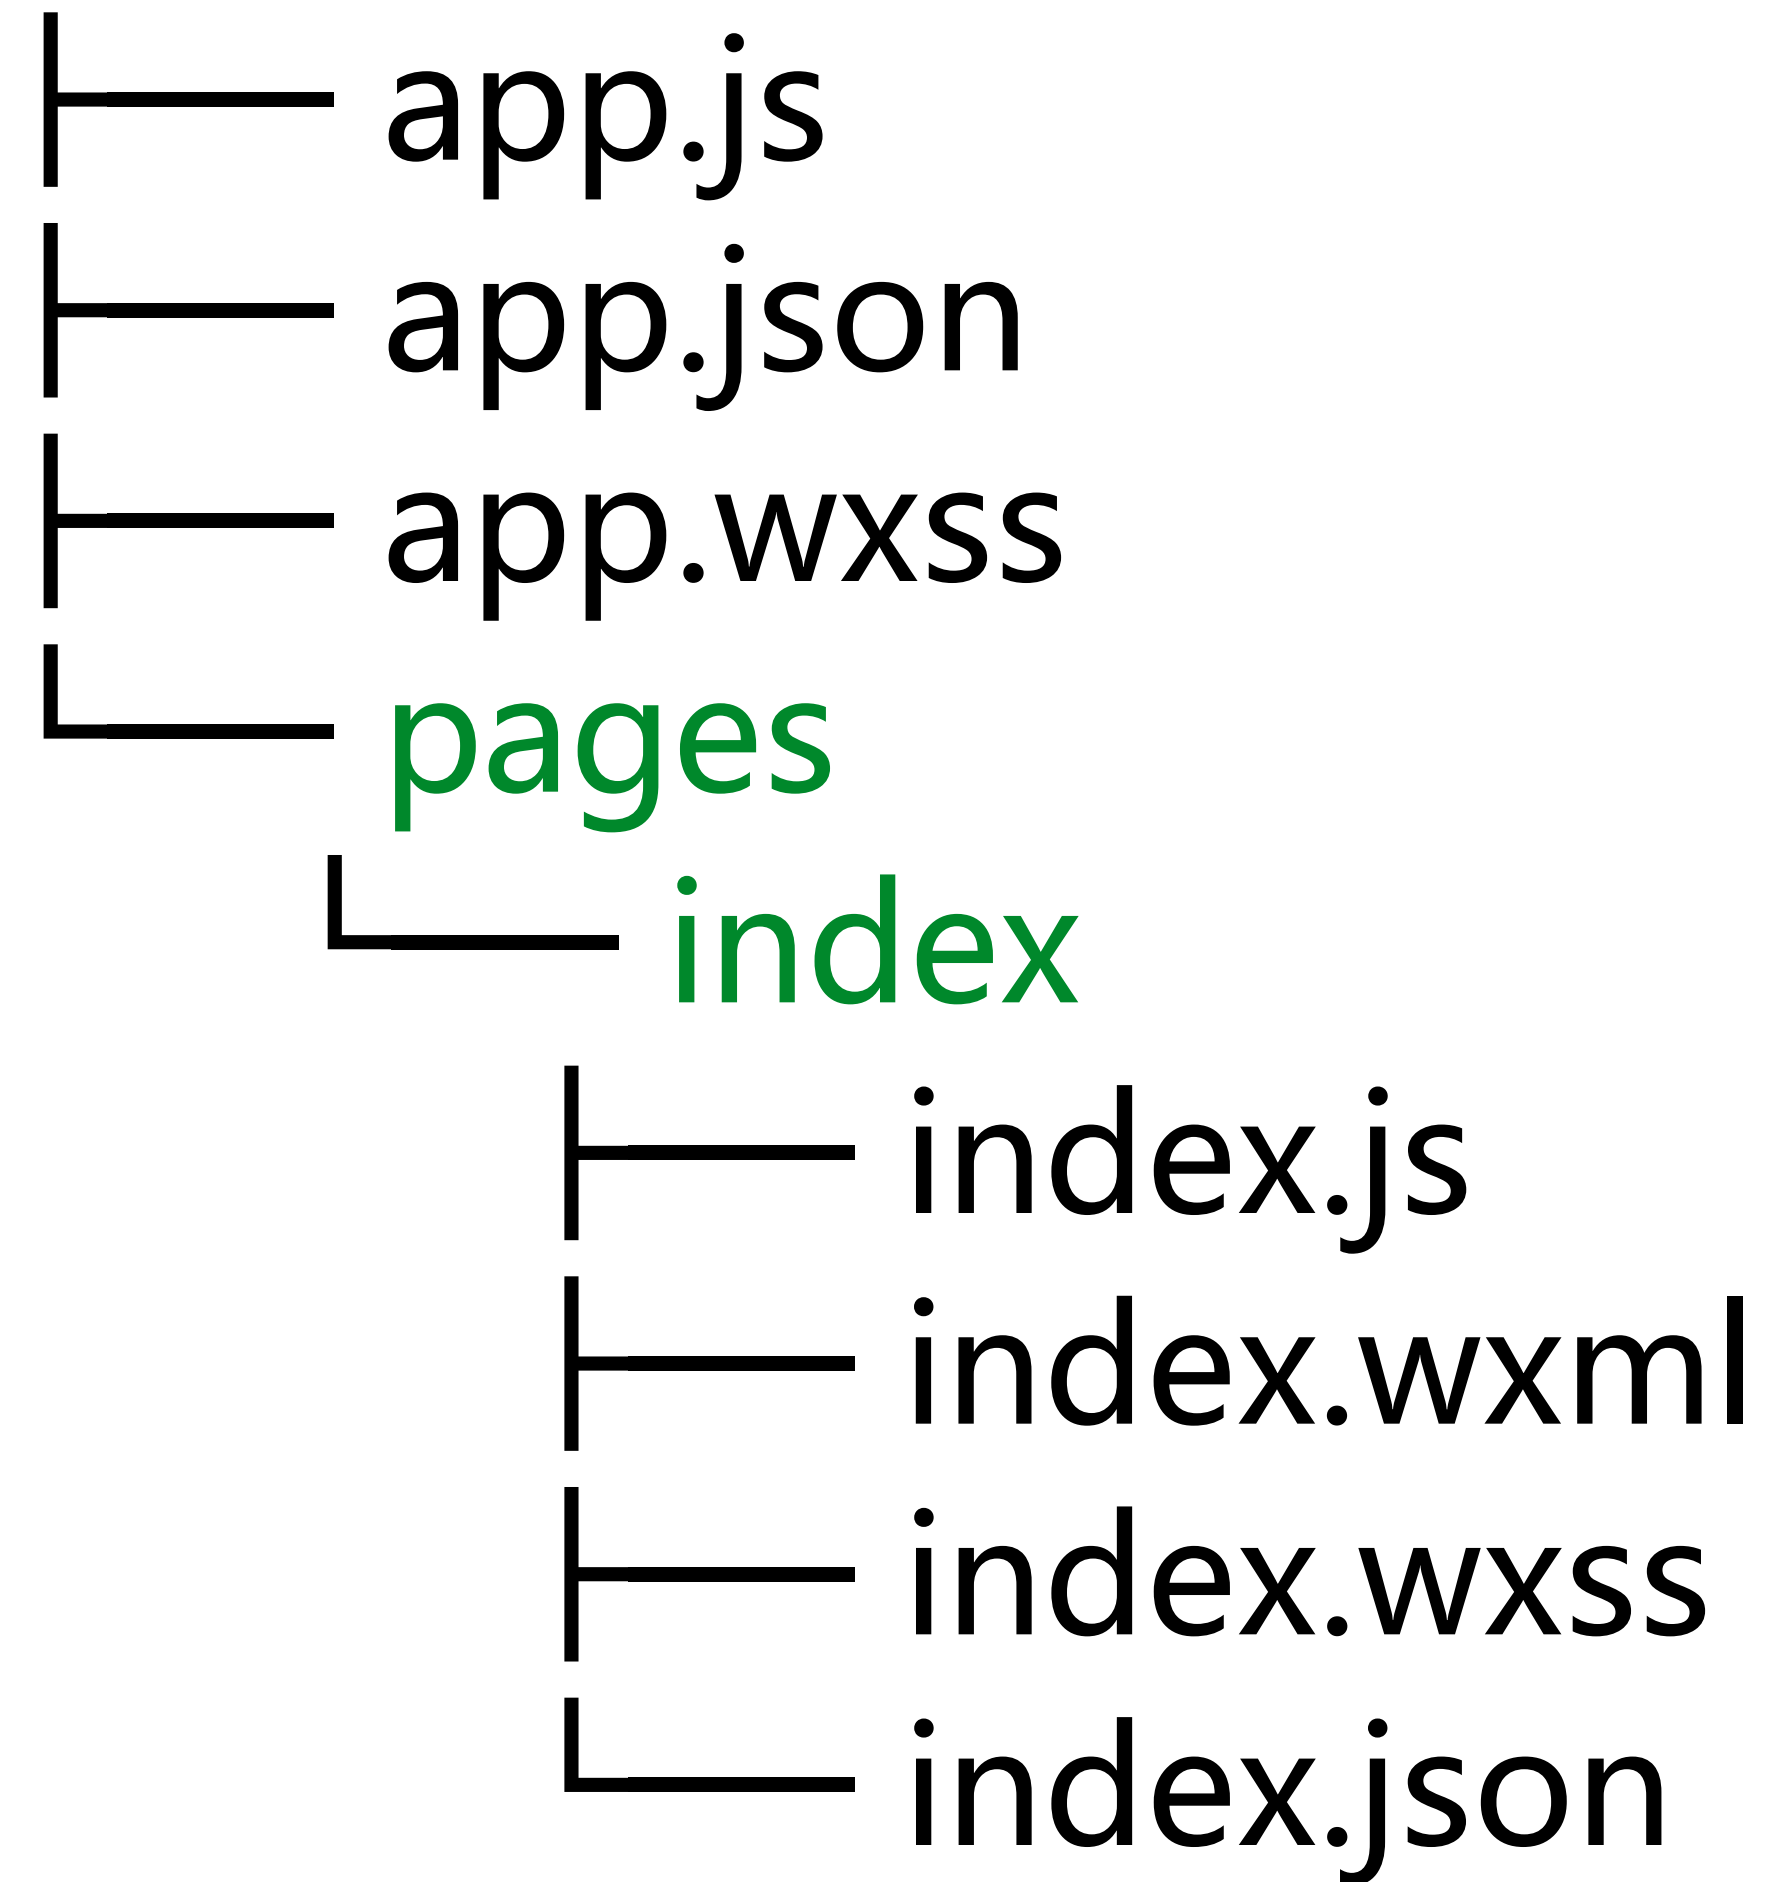 ├── app.js
├── app.json
├── app.wxss
└── pages
└── index
├── index.js
├── index.wxml
├── index.wxss
└── index.json